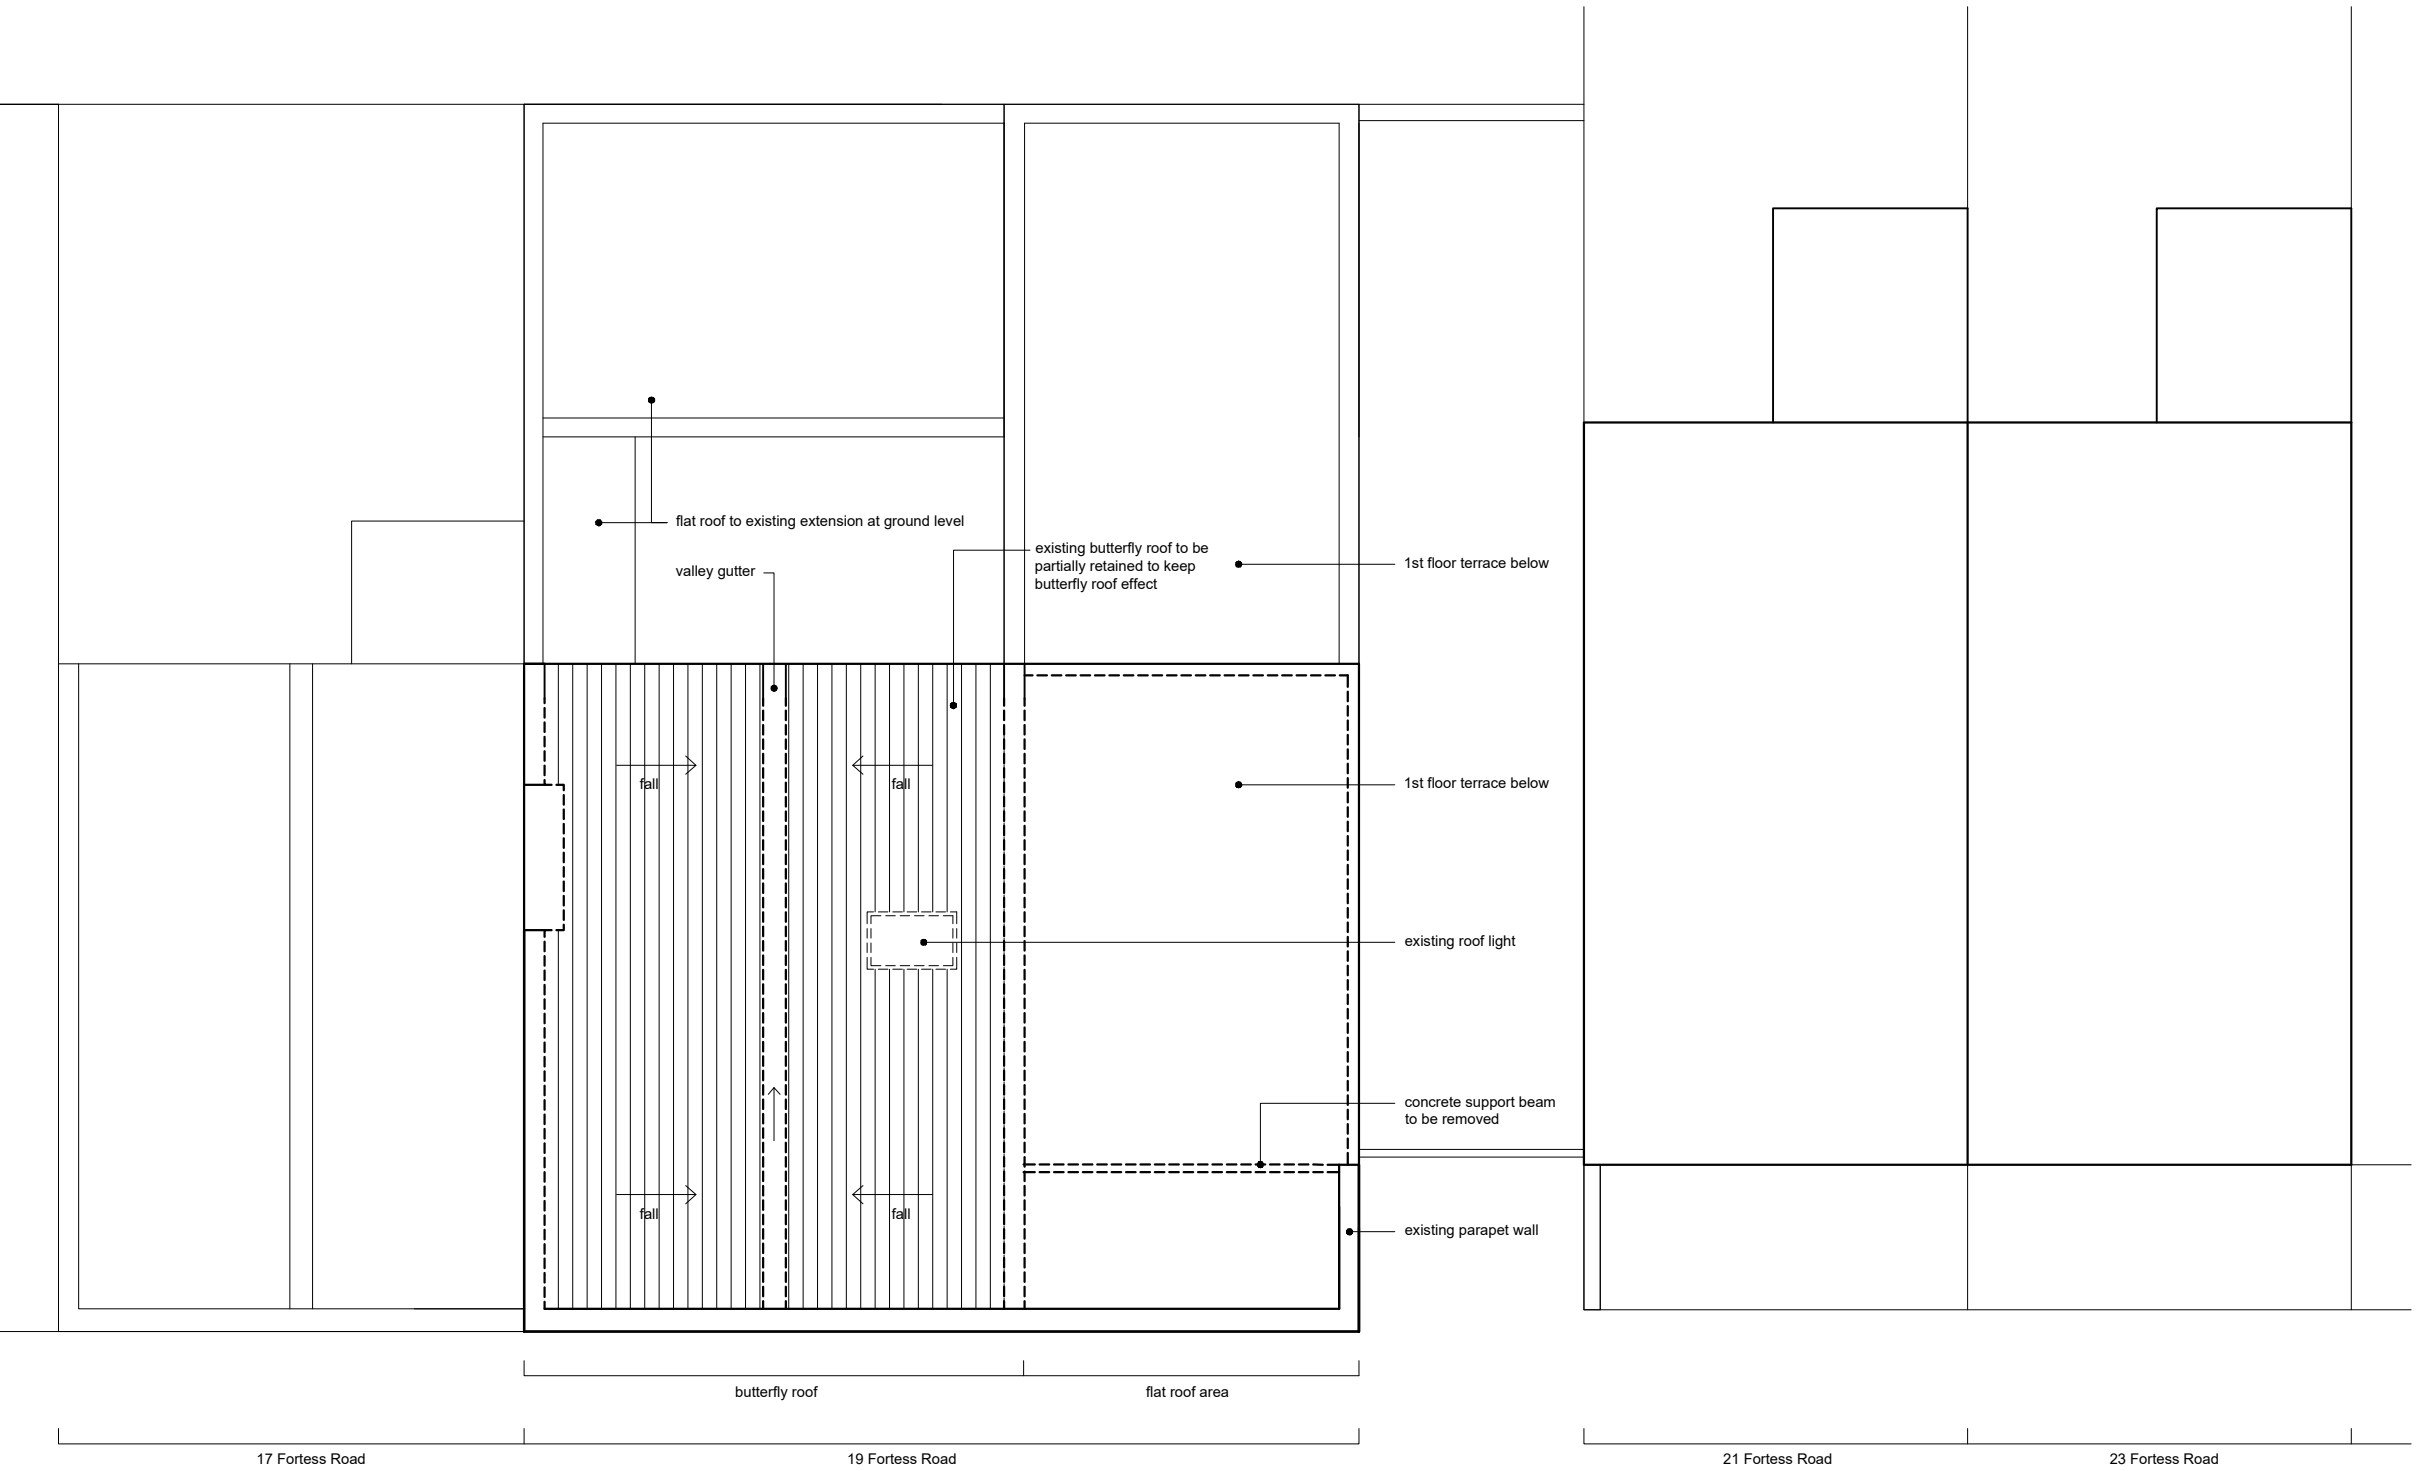 flat roof to existing extension at ground level
valley gutter
existing butterfly roof to be
partially retained to keep
butterfly roof effect
1st floor terrace below
fall
fall
1st floor terrace below
existing roof light
concrete support beam
to be removed
fall
fall
existing parapet wall
butterfly roof
flat roof area
17 Fortess Road
19 Fortess Road
21 Fortess Road
23 Fortess Road